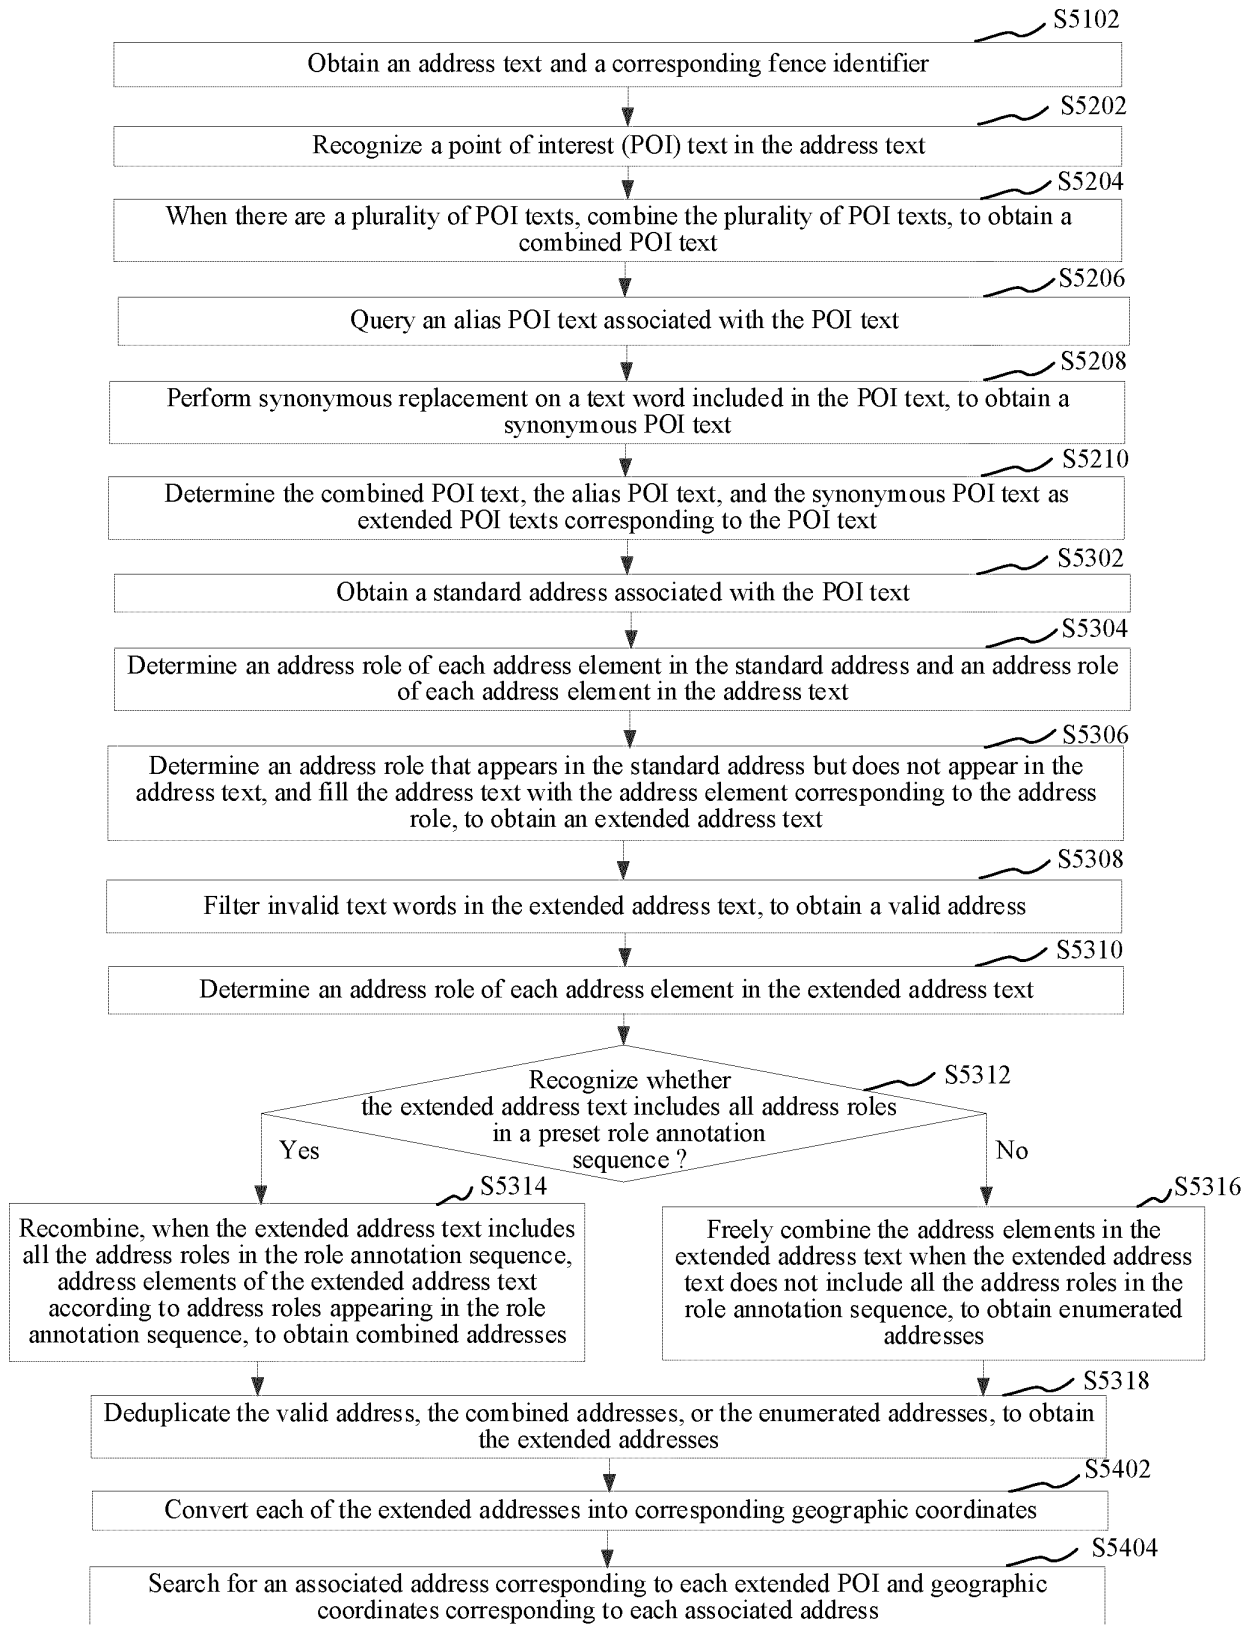 S5102
Obtain an address text and a corresponding fence identifier
S5202
Recognize a point of interest (POI) text in the address text
S5204
When there are a plurality of POI texts, combine the plurality of POI texts, to obtain a
combined POI text
S5206
Query an alias POI text associated with the POI text
S5208
Perform synonymous replacement on a text word included in the POI text, to obtain a
synonymous POI text
S5210
Determine the combined POI text, the alias POI text, and the synonymous POI text as
extended POI texts corresponding to the POI text
S5302
Obtain a standard address associated with the POI text
S5304
Determine an address role of each address element in the standard address and an address role
of each address element in the address text
S5306
Determine an address role that appears in the standard address but does not appear in the
address text, and fill the address text with the address element corresponding to the address
role, to obtain an extended address text
S5308
Filter invalid text words in the extended address text, to obtain a valid address
S5310
Determine an address role of each address element in the extended address text
S5312
Recognize whether
the extended address text includes all address roles
in a preset role annotation
sequence ?
Yes
No
S5314
Recombine, when the extended address text includes
all the address roles in the role annotation sequence,
address elements of the extended address text
according to address roles appearing in the role
annotation sequence, to obtain combined addresses
S5316
Freely combine the address elements in the
extended address text when the extended address
text does not include all the address roles in the
role annotation sequence, to obtain enumerated
addresses
S5318
Deduplicate the valid address, the combined addresses, or the enumerated addresses, to obtain
the extended addresses
S5402
Convert each of the extended addresses into corresponding geographic coordinates
S5404
Search for an associated address corresponding to each extended POI and geographic
coordinates corresponding to each associated address